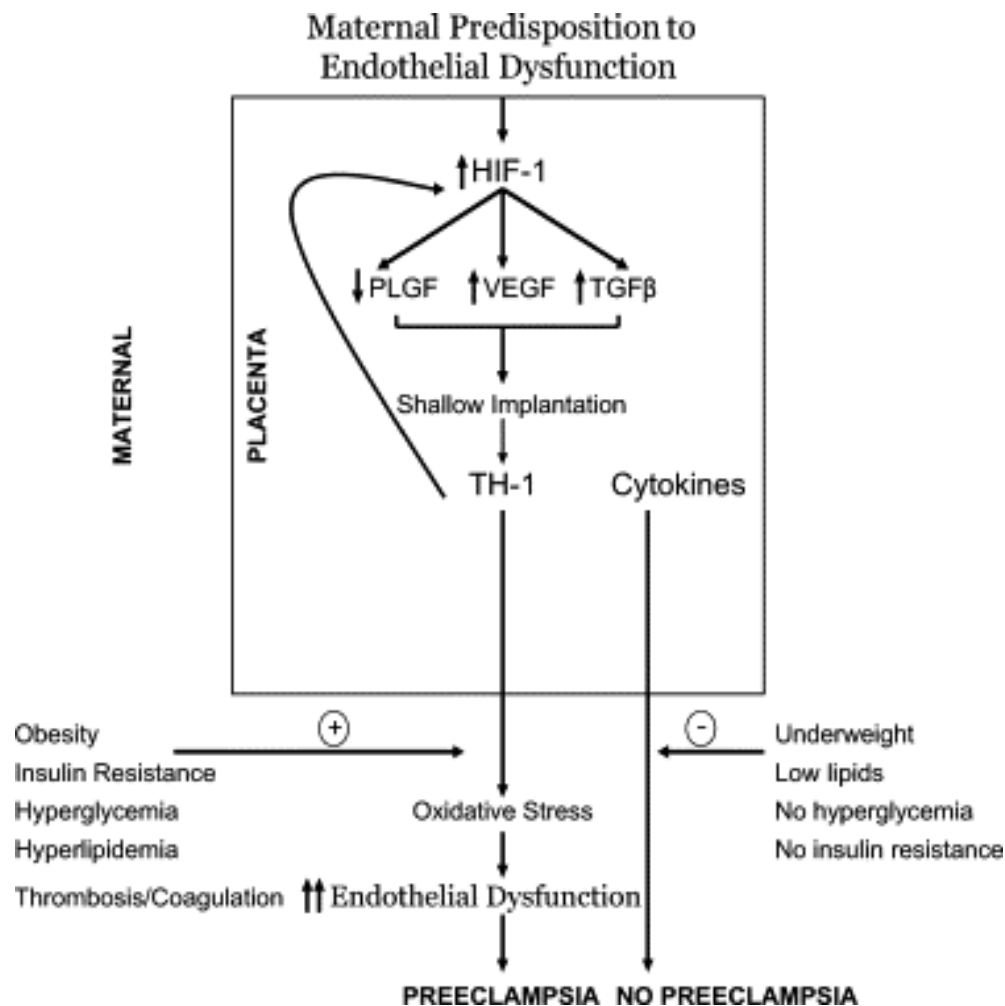 Maternal Predisposition to
Endothelial Dysfunction
↑HIF-1
↓PLGF ↑VEGF ↑TGFβ
MATERNAL
PLACENTA
Shallow Implantation
TH-1 Cytokines
+
-
Obesity
Insulin Resistance
Hyperglycemia
Hyperlipidemia
Thrombosis/Coagulation
Underweight
Low lipids
No hyperglycemia
No insulin resistance
Oxidative Stress
↑↑ Endothelial Dysfunction
PREECLAMPSIA NO PREECLAMPSIA